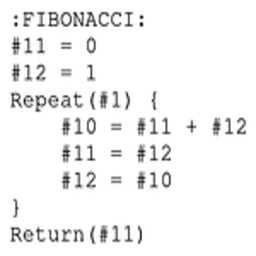 :FIBONACCI:
#11 = 0
#12 = 1
Repeat(#1) {
    #10 = #11 + #12
    #11 = #12
    #12 = #10
}
Return(#11)